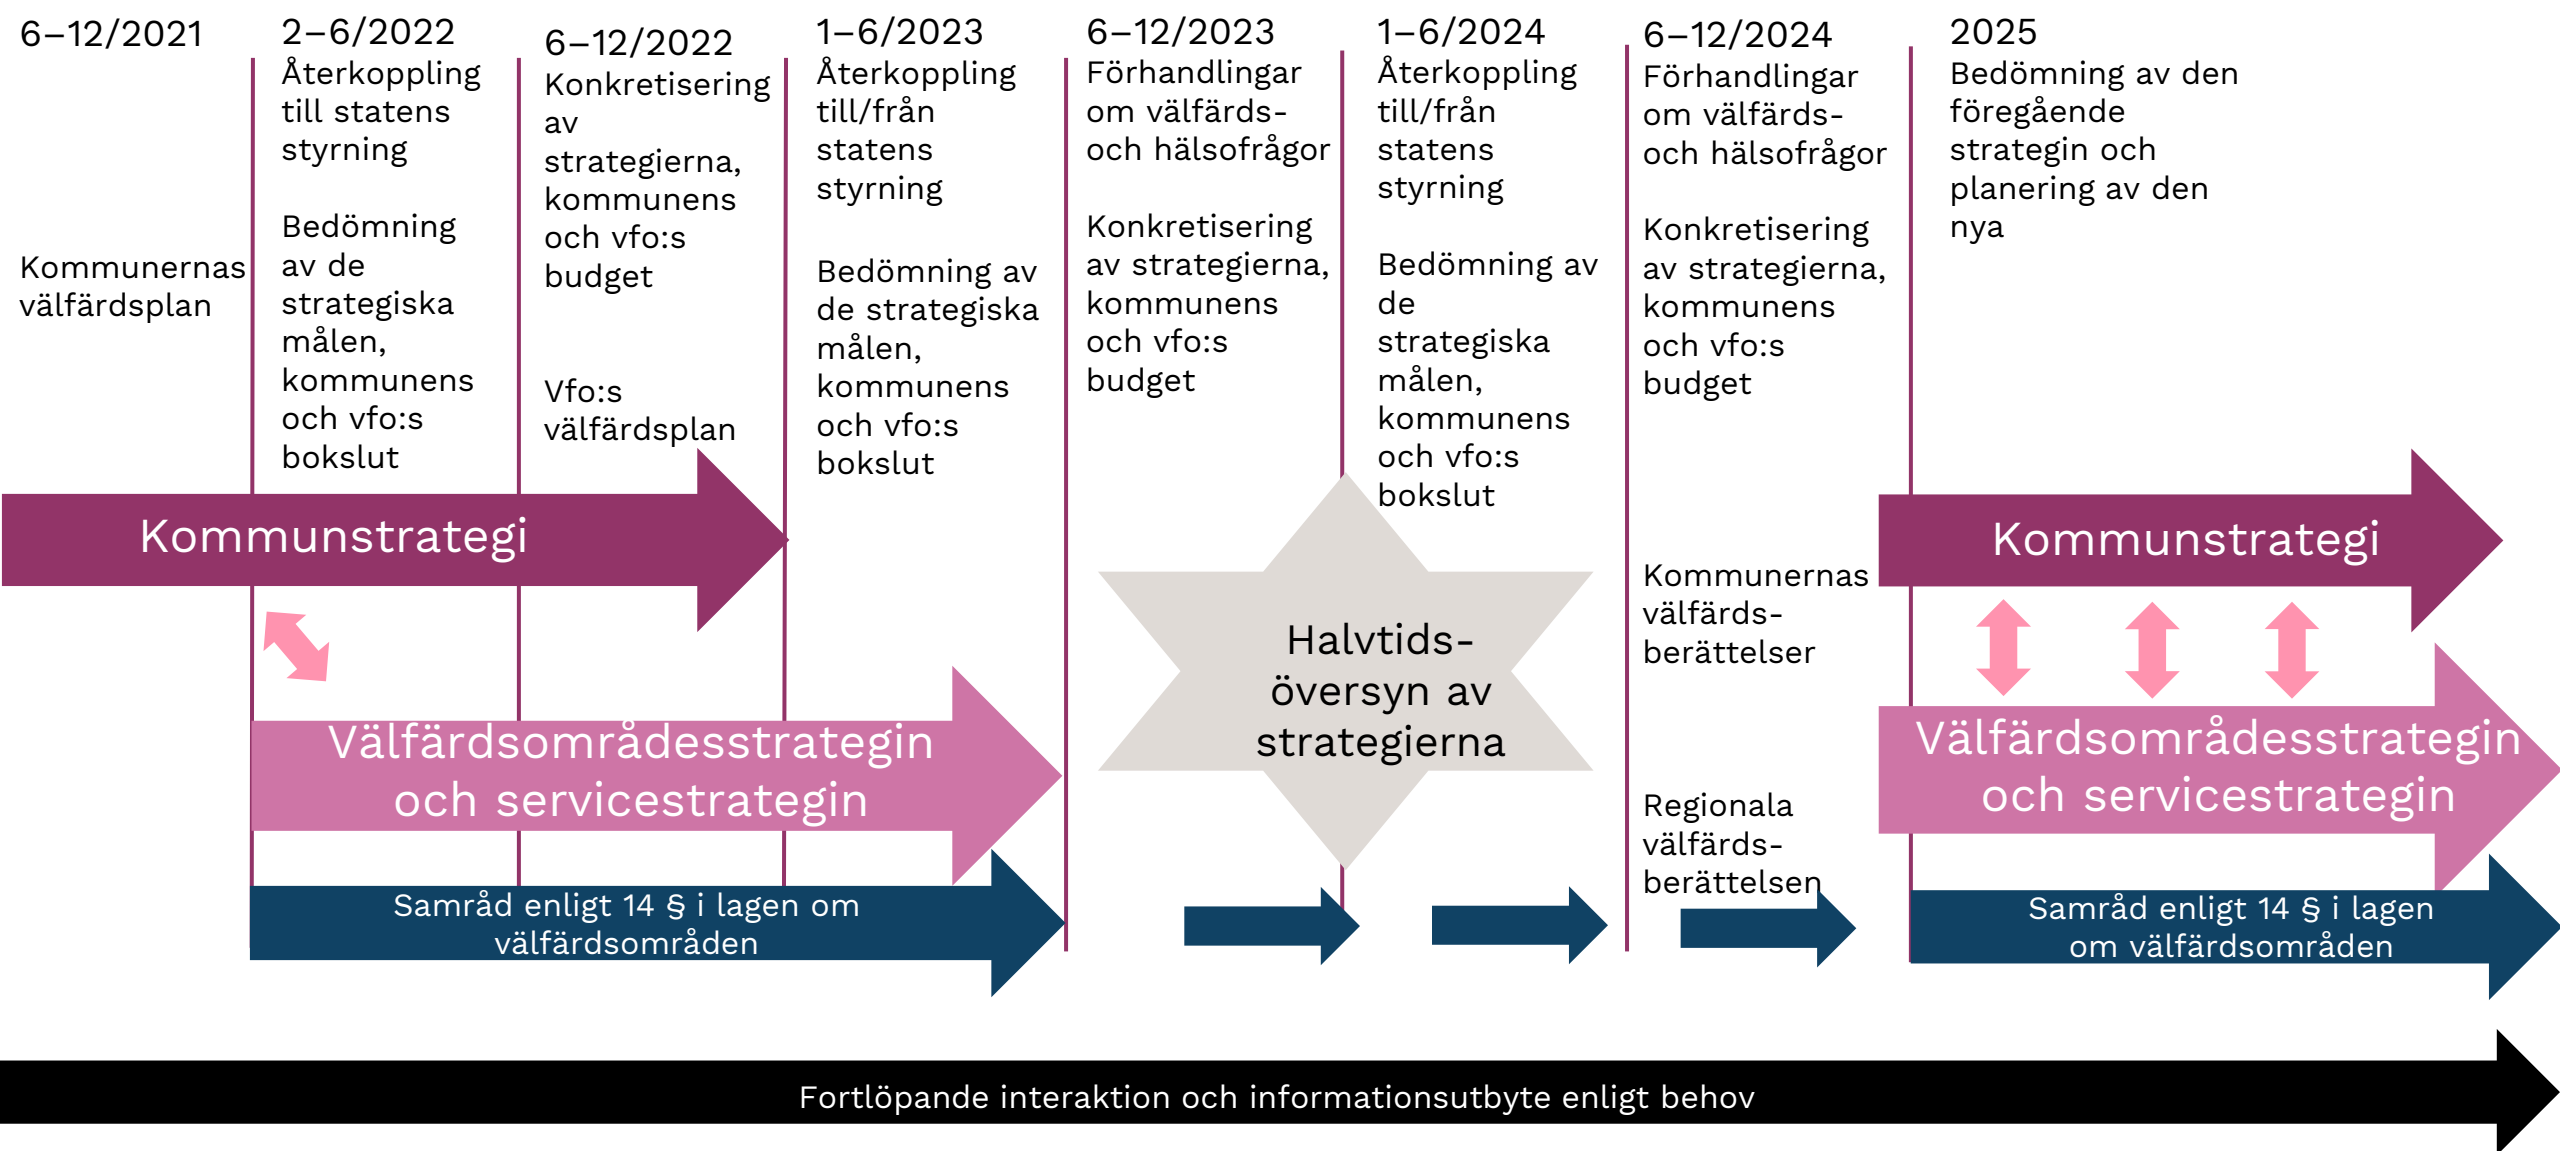 6–12/2021
Kommunernas
välfärdsplan
2–6/2022
Återkoppling
till statens
styrning
Bedömning
av de
strategiska
målen,
kommunens
och vfo:s
bokslut
6–12/2022
Konkretisering
av
strategierna,
kommunens
och vfo:s
budget
Vfo:s
välfärdsplan
1–6/2023
Återkoppling
till/från
statens
styrning
Bedömning av
de strategiska
målen,
kommunens
och vfo:s
bokslut
6–12/2023
Förhandlingar
om välfärds-
och hälsofrågor
Konkretisering
av strategierna,
kommunens
och vfo:s
budget
1–6/2024
Återkoppling
till/från
statens
styrning
Bedömning av
de
strategiska
målen,
kommunens
och vfo:s
bokslut
6–12/2024
Förhandlingar
om välfärds-
och hälsofrågor
Konkretisering
av strategierna,
kommunens
och vfo:s
budget
Kommunernas
välfärds-
berättelser
Regionala
välfärds-
berättelsen
2025
Bedömning av den
föregående
strategin och
planering av den
nya
Kommunstrategi
Välfärdsområdesstrategin
och servicestrategin
Samråd enligt 14 § i lagen om
välfärdsområden
Halvtids-
översyn av
strategierna
Kommunstrategi
Välfärdsområdesstrategin
och servicestrategin
Samråd enligt 14 § i lagen
om välfärdsområden
Fortlöpande interaktion och informationsutbyte enligt behov